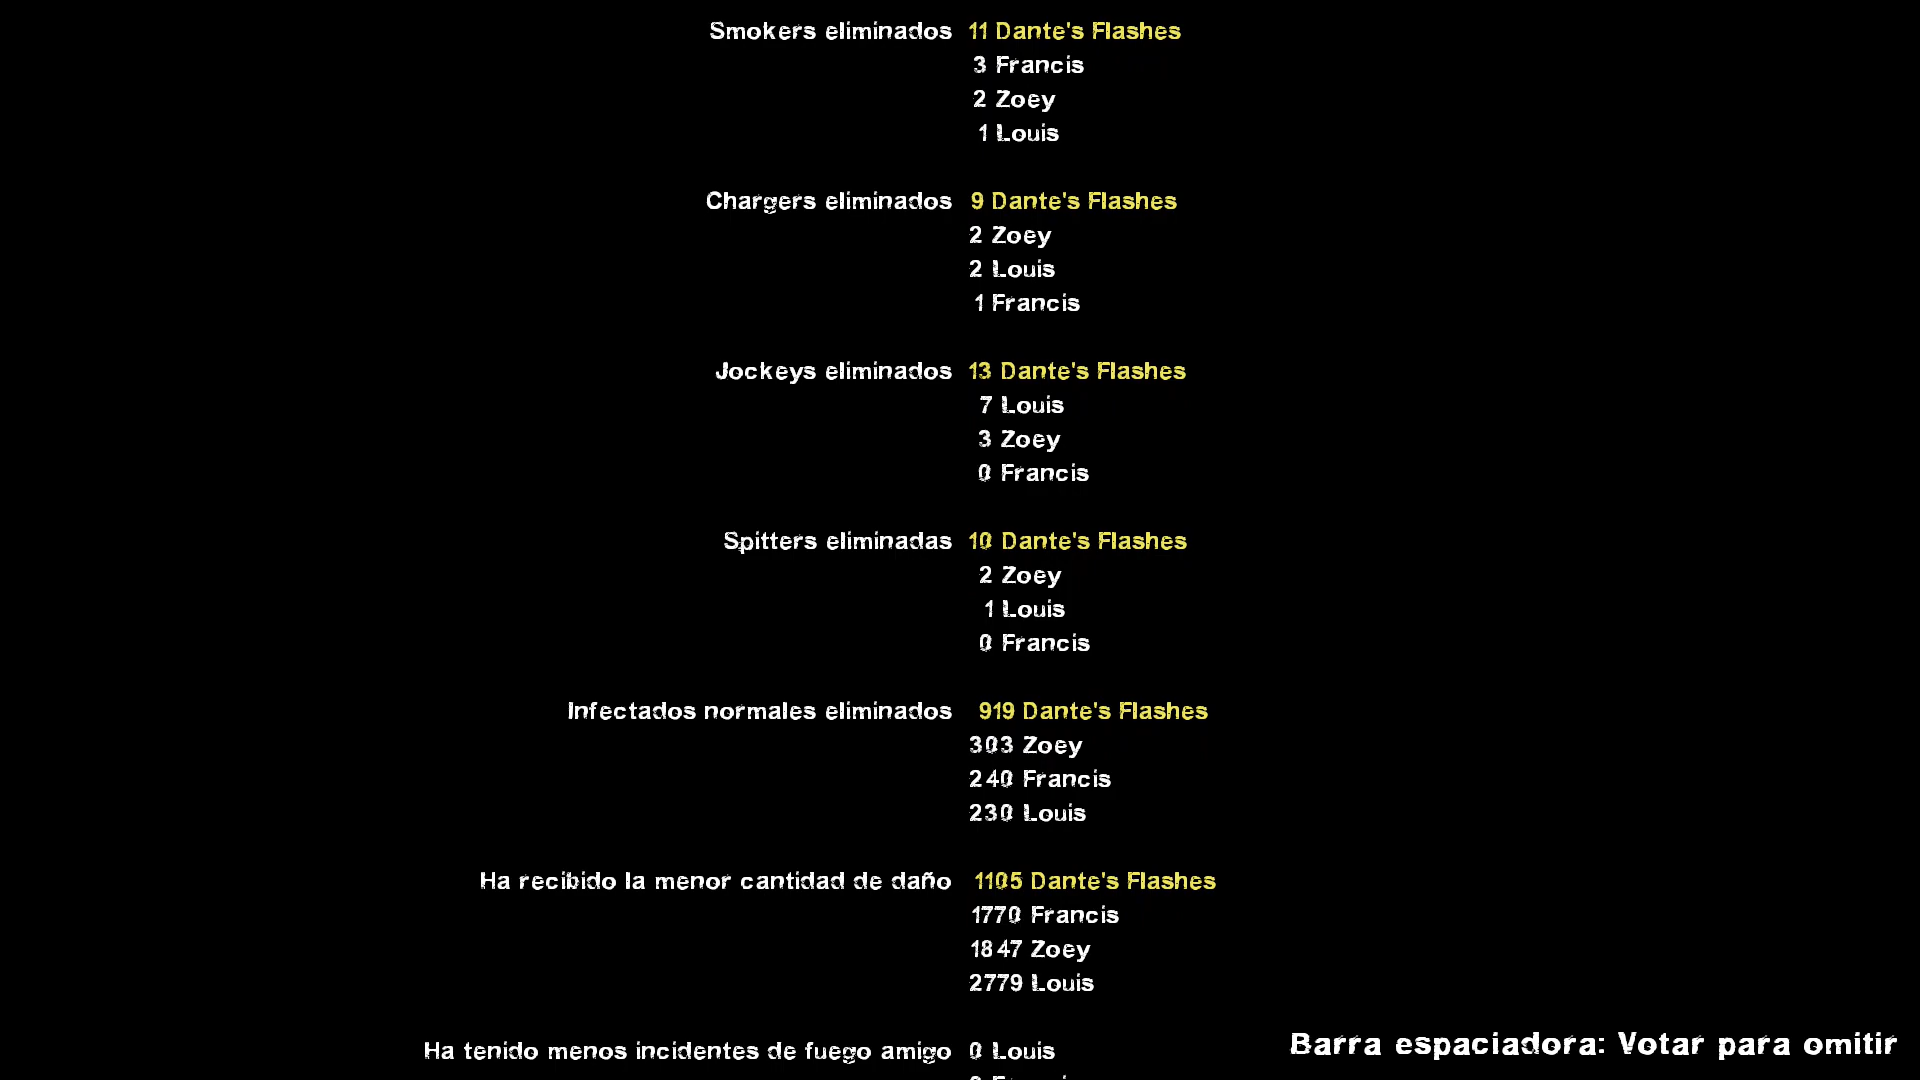 Smokers eliminados 11 Dante's Flashes
3 Francis
2 Zoey
1 Louis
Chargers eliminados 9 Dante's Flashes
2 Zoey
2 Louis
1 Francis
Jockeys eliminados 13 Dante's Flashes
7 Louis
3 Zoey
0 Francis
Spitters eliminadas 10 Dante's Flashes
2 Zoey
1 Louis
0 Francis
Infectados normales eliminados 919 Dante's Flashes
303 Zoey
240 Francis
230 Louis
Ha recibido la menor cantidad de daño 1105 Dante's Flashes
1770 Francis
1847 Zoey
2779 Louis
Ha tenido menos incidentes de fuego amigo 0 Louis
Barra espaciadora: Votar para omitir